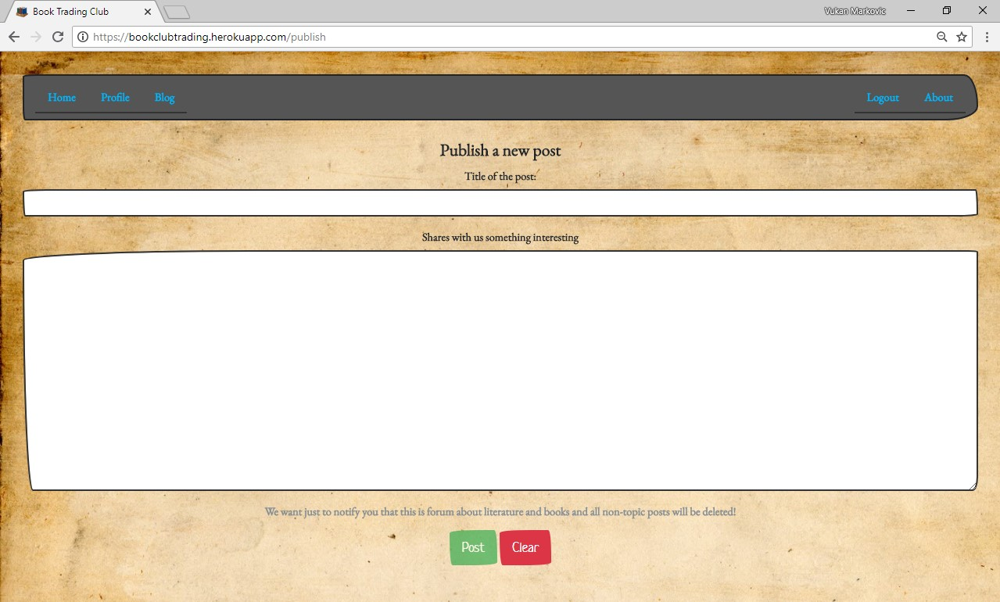 Book Trading Club
Vukan Markovic
https://bookclubtrading.herokuapp.com/publish
Home Profile Blog Logout About
Publish a new post
Title of the post:
Shares with us something interesting
We want just to notify you that this is forum about literature and books and all non-topic posts will be deleted!
Post Clear